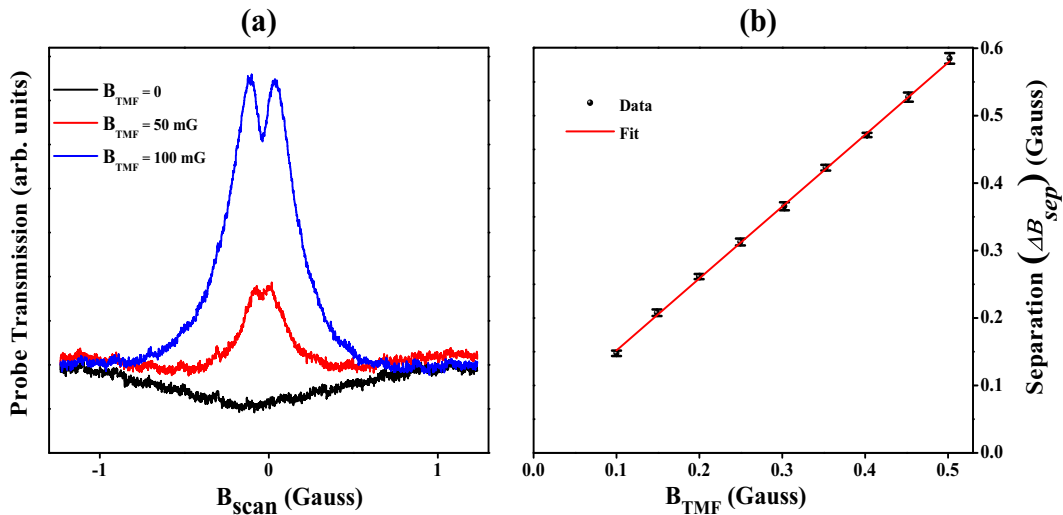 (a)
Probe Transmission (arb. units)
B_TMF = 0
B_TMF = 50 mG
B_TMF = 100 mG
-1
0
1
B_scan (Gauss)
(b)
Data
Fit
0.0
0.1
0.2
0.3
0.4
0.5
B_TMF (Gauss)
0.6
0.5
0.4
0.3
0.2
0.1
0.0
Separation (ΔB_sep) (Gauss)